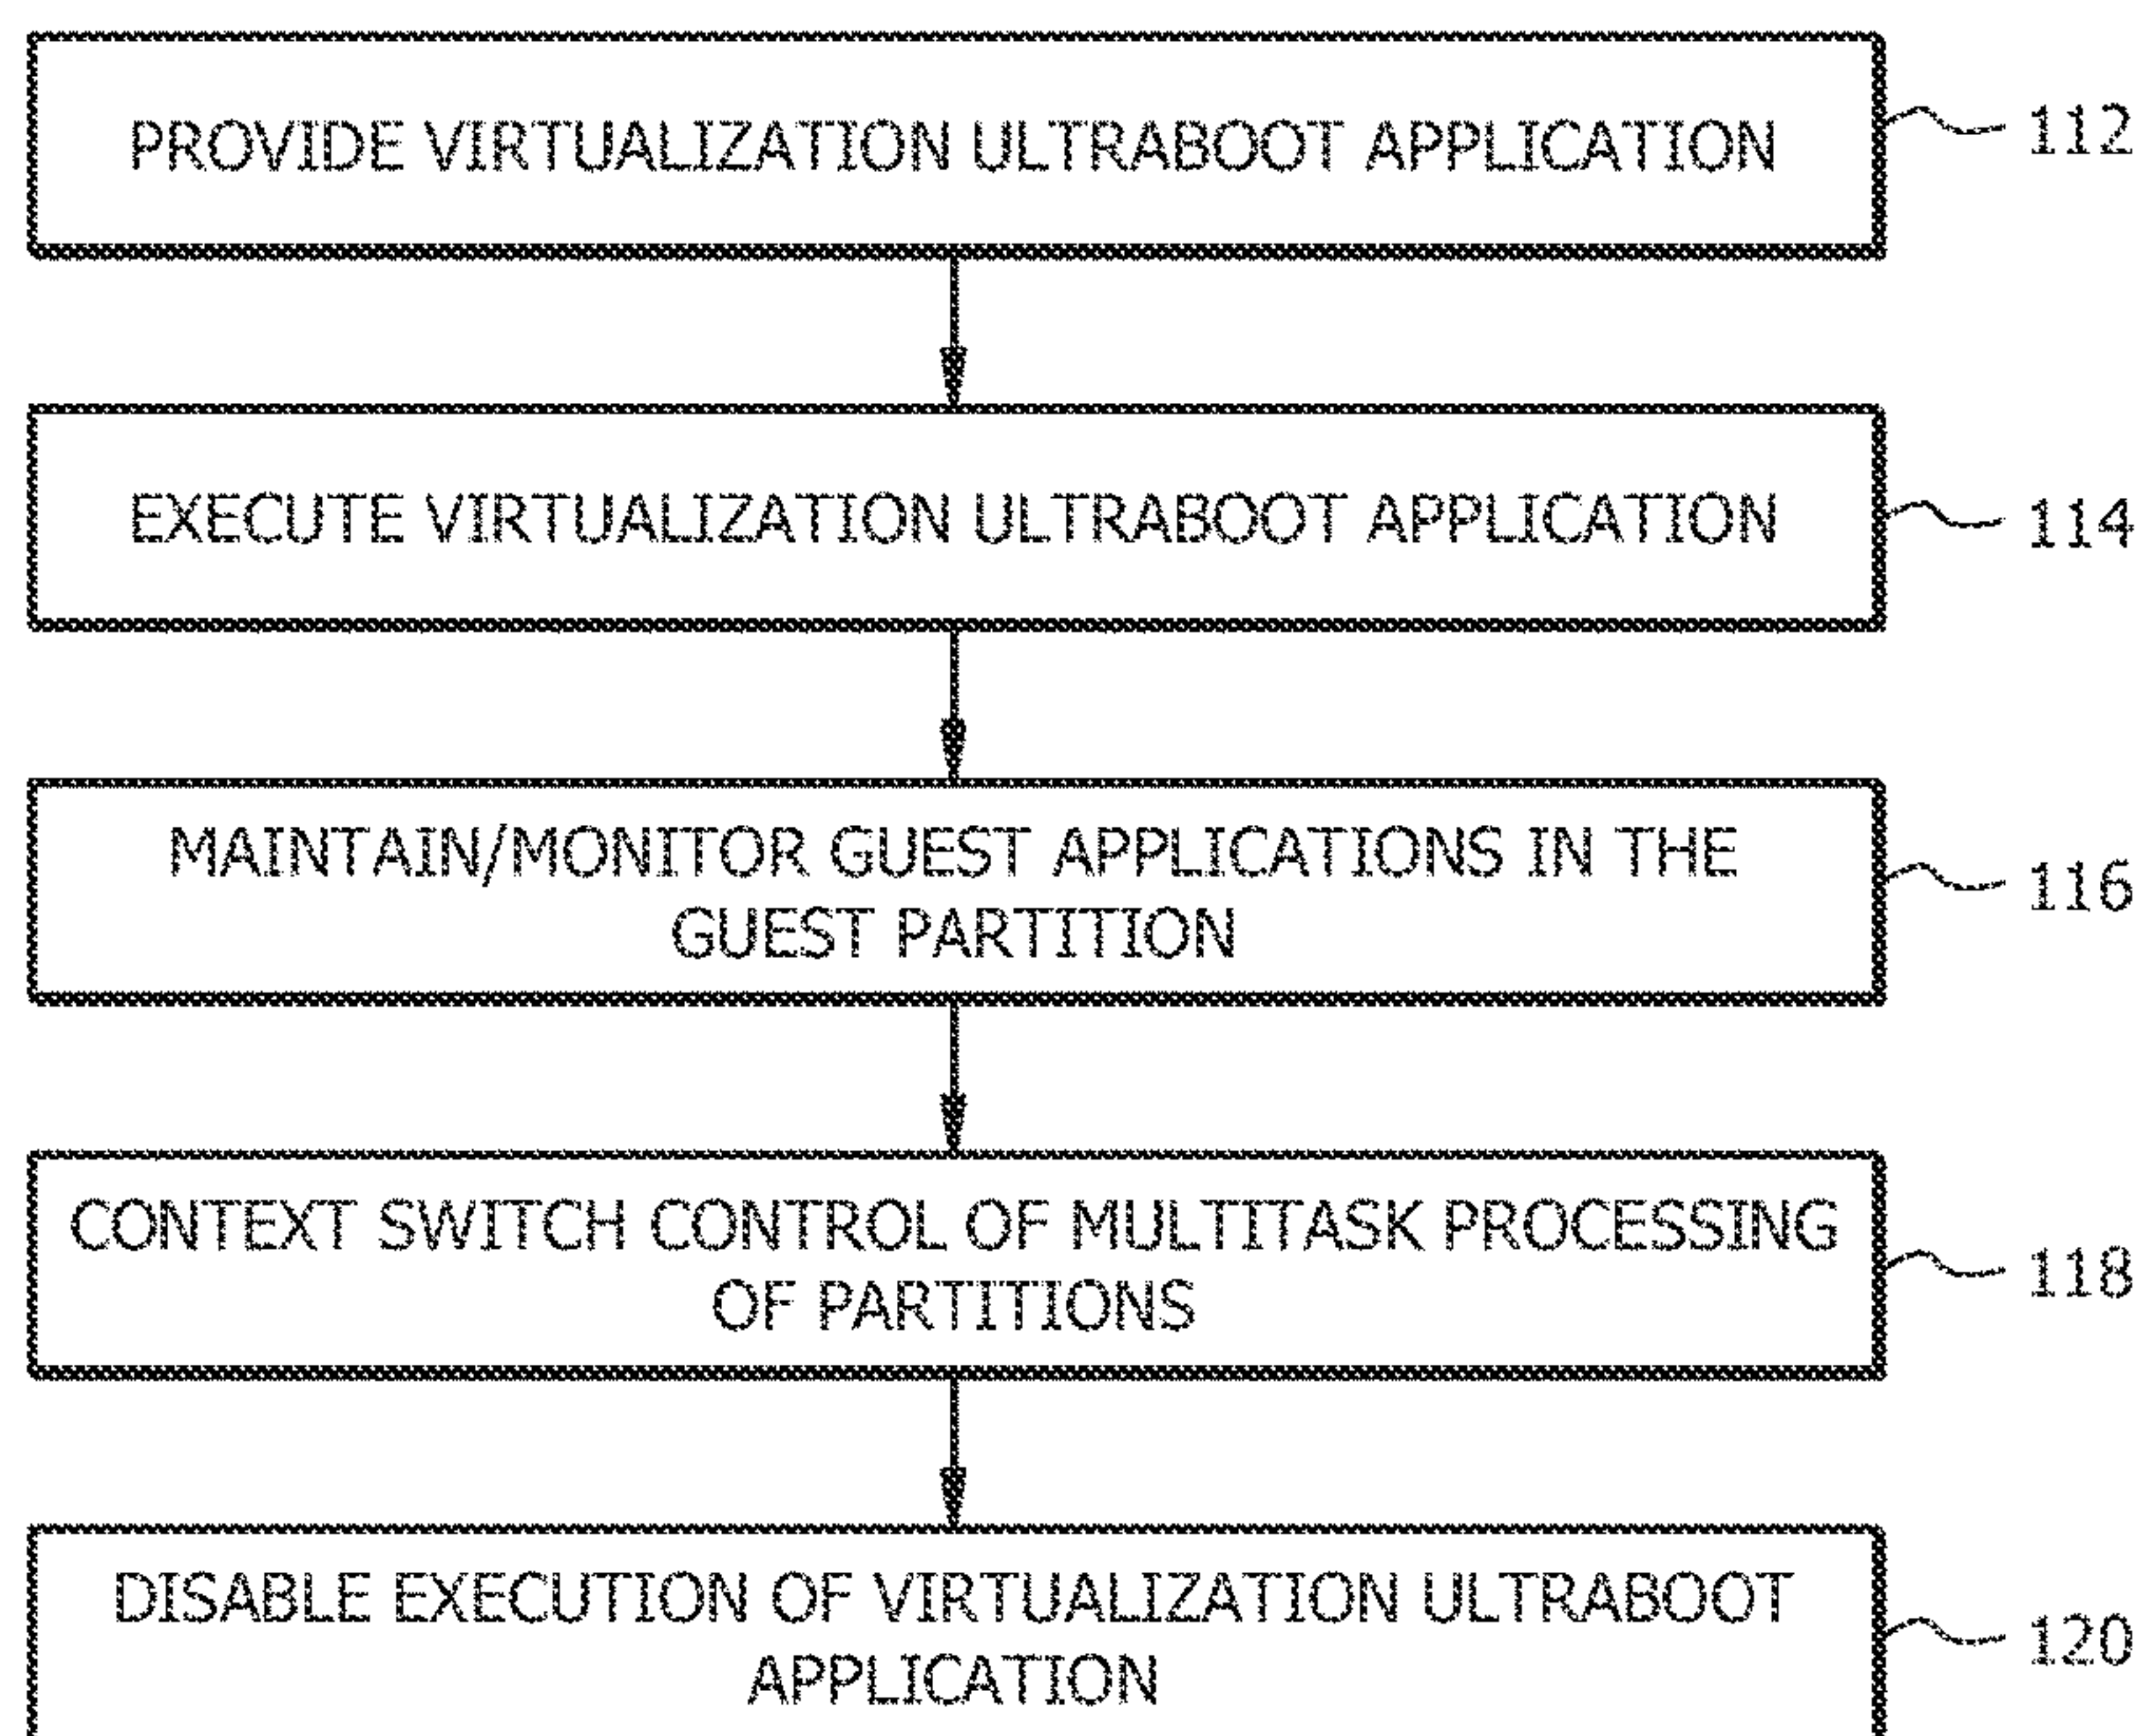 PROVIDE VIRTUALIZATION ULTRABOOT APPLICATION
112
EXECUTE VIRTUALIZATION ULTRABOOT APPLICATION
114
MAINTAIN/MONITOR GUEST APPLICATIONS IN THE
GUEST PARTITION
116
CONTEXT SWITCH CONTROL OF MULTITASK PROCESSING
OF PARTITIONS
118
DISABLE EXECUTION OF VIRTUALIZATION ULTRABOOT
APPLICATION
120